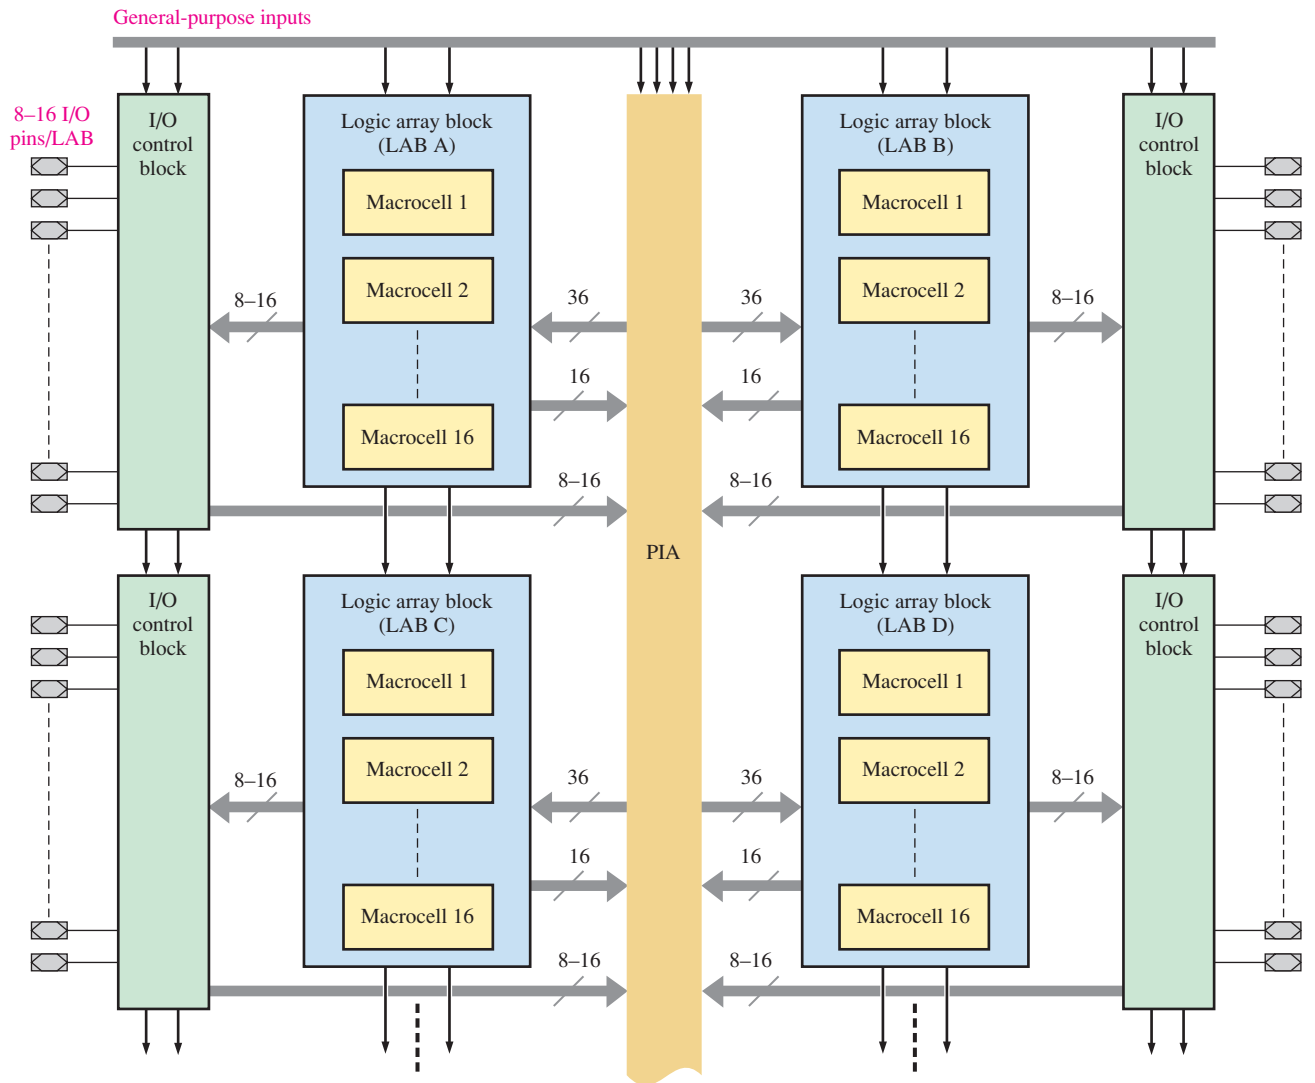 General-purpose inputs
8–16 I/O
pins/LAB
I/O
control
block
Logic array block
(LAB A)
Macrocell 1
Macrocell 2
Macrocell 16
8–16
36
16
8–16
PIA
Logic array block
(LAB B)
Macrocell 1
Macrocell 2
Macrocell 16
36
8–16
16
8–16
I/O
control
block
I/O
control
block
Logic array block
(LAB C)
Macrocell 1
Macrocell 2
Macrocell 16
8–16
36
16
8–16
Logic array block
(LAB D)
Macrocell 1
Macrocell 2
Macrocell 16
36
8–16
16
8–16
I/O
control
block